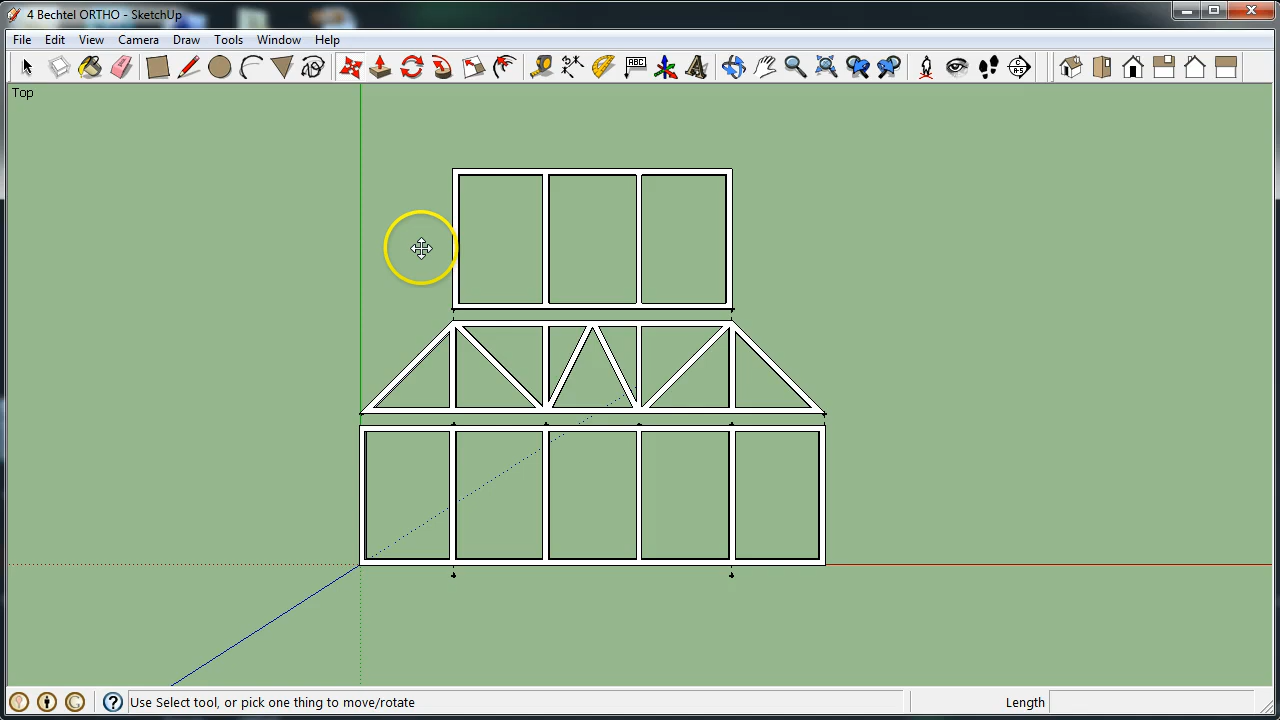 4 Bechtel ORTHO - SketchUp
File Edit View Camera Draw Tools Window Help
ABC
Top
Use Select tool, or pick one thing to move/rotate
Length